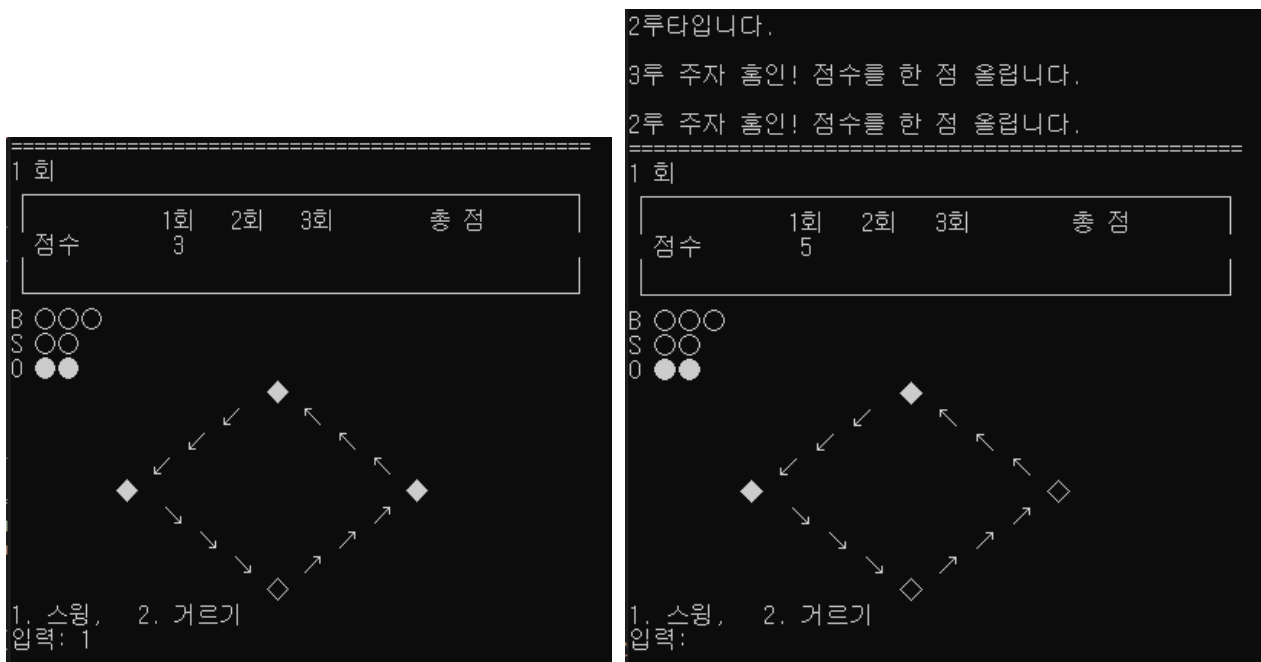 ==================================================
1 회
1회 2회 3회 총 점
점수 3
B ○○○
S ○○
O ●●
1. 스윙, 2. 거르기
입력: 1
2루타입니다.
3루 주자 홈인! 점수를 한 점 올립니다.
2루 주자 홈인! 점수를 한 점 올립니다.
==================================================
1 회
1회 2회 3회 총 점
점수 5
B ○○○
S ○○
O ●●
1. 스윙, 2. 거르기
입력: